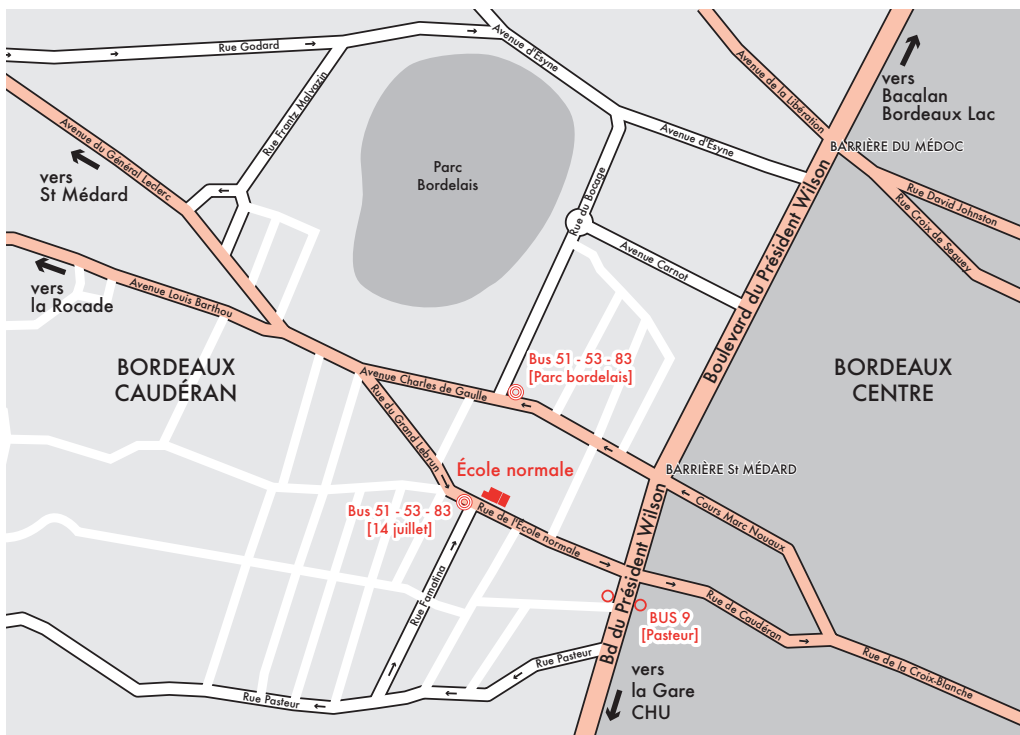 Rue Godard
Avenue d'Esyne
Avenue de la Libération
vers
Bacalan
Bordeaux Lac
Rue Frantz Malvazin
Avenue du Général Leclerc
Avenue d'Esyne
BARRIÈRE DU MÉDOC
vers
St Médard
Parc
Bordelais
Rue David Johnston
Rue Croix de Seguey
Rue du Bocage
Avenue Carnot
Boulevard du Président Wilson
vers
la Rocade
Avenue Louis Barthou
BORDEAUX
CAUDÉRAN
Bus 51 - 53 - 83
[Parc bordelais]
BORDEAUX
CENTRE
Avenue Charles de Gaulle
Rue du Grand Lebrun
École normale
BARRIÈRE St MÉDARD
Bus 51 - 53 - 83
[14 juillet]
Rue de l'École normale
Cours Marc Nouaux
Bd du Président Wilson
Rue Famatina
BUS 9
[Pasteur]
Rue de Caudéran
Rue de la Croix-Blanche
Rue Pasteur
Rue Pasteur
vers
la Gare
CHU